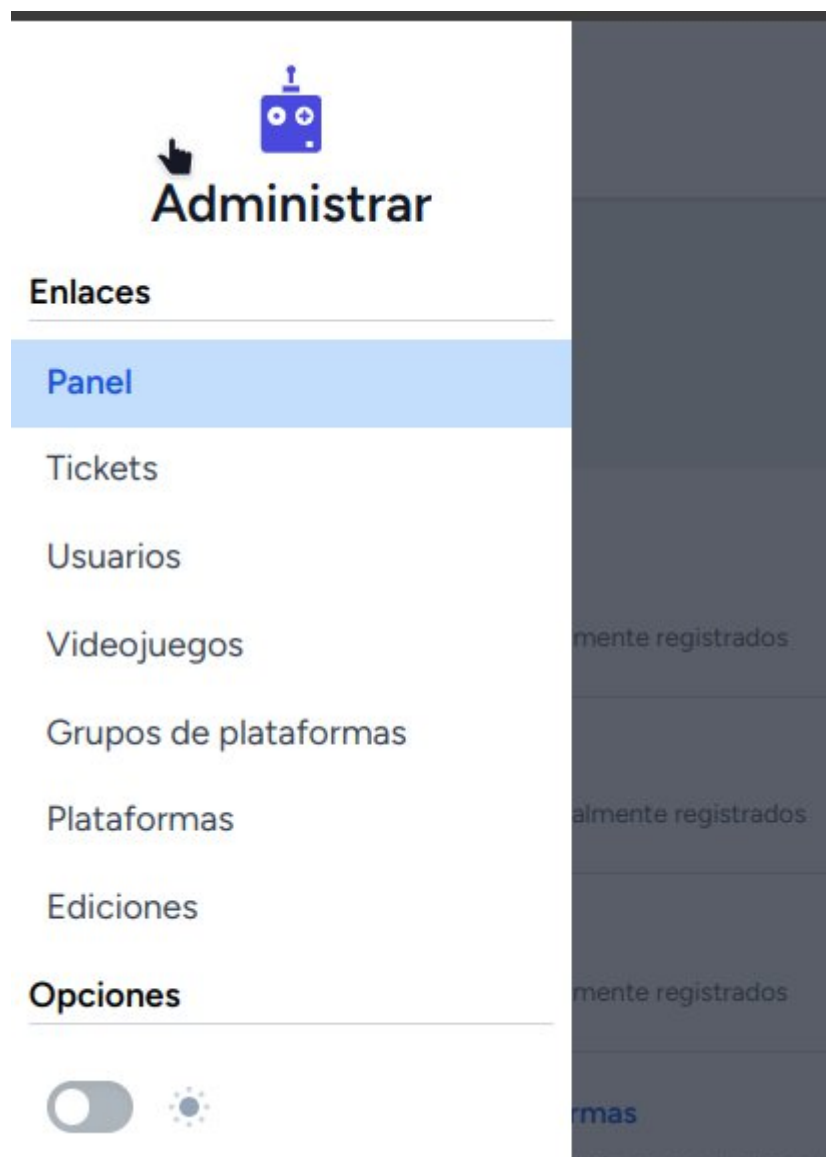 Administrar
Enlaces
Panel
Tickets
Usuarios
Videojuegos
mente registrados
Grupos de plataformas
Plataformas
almente registrados
Ediciones
Opciones
mente registrados
rmas